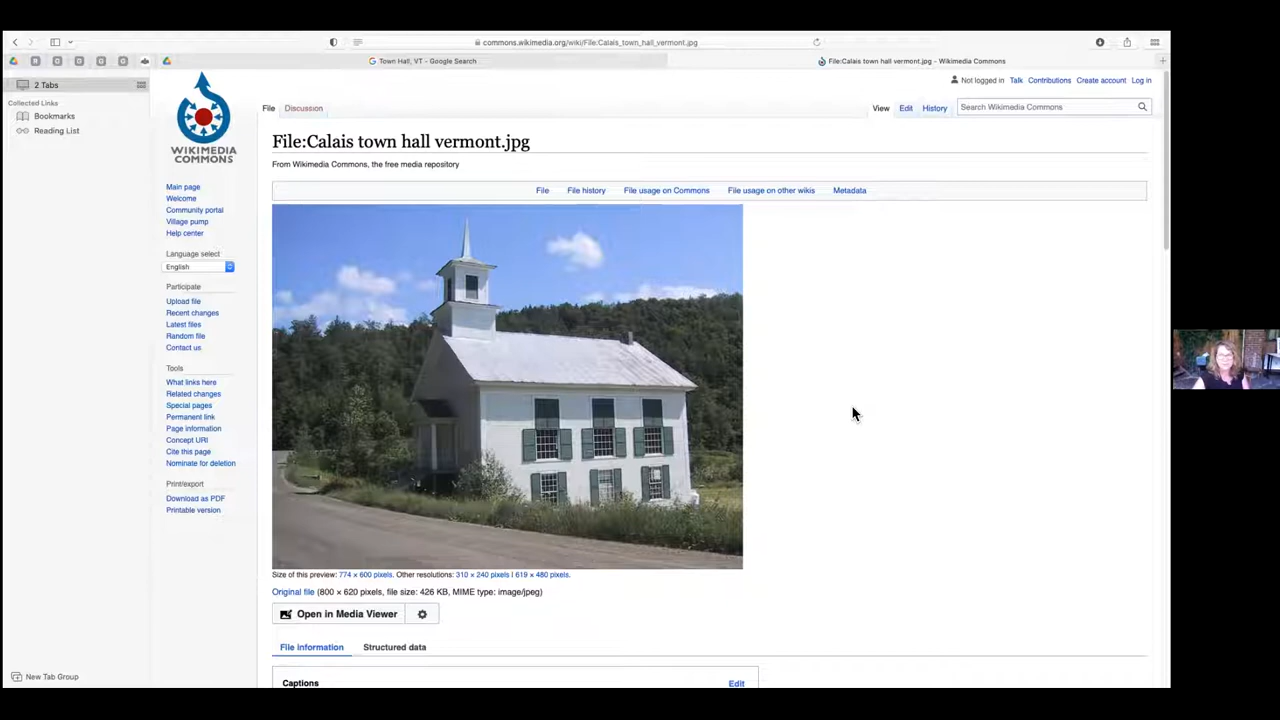 commons.wikimedia.org/wiki/File:Calais_town_hall_vermont.jpg
Town Hall, VT - Google Search
File:Calais town hall vermont.jpg - Wikimedia Commons
2 Tabs
Collected Links
Bookmarks
Reading List
New Tab Group
WIKIMEDIA
COMMONS
Main page
Welcome
Community portal
Village pump
Help center
Language select
English
Participate
Upload file
Recent changes
Latest files
Random file
Contact us
Tools
What links here
Related changes
Special pages
Permanent link
Page information
Concept URI
Cite this page
Nominate for deletion
Print/export
Download as PDF
Printable version
Not logged in Talk Contributions Create account Log in
File Discussion View Edit History Search Wikimedia Commons
File:Calais town hall vermont.jpg
From Wikimedia Commons, the free media repository
File File history File usage on Commons File usage on other wikis Metadata
Size of this preview: 774 × 600 pixels. Other resolutions: 310 × 240 pixels | 619 × 480 pixels.
Original file (800 × 620 pixels, file size: 426 KB, MIME type: image/jpeg)
Open in Media Viewer
File information Structured data
Captions Edit